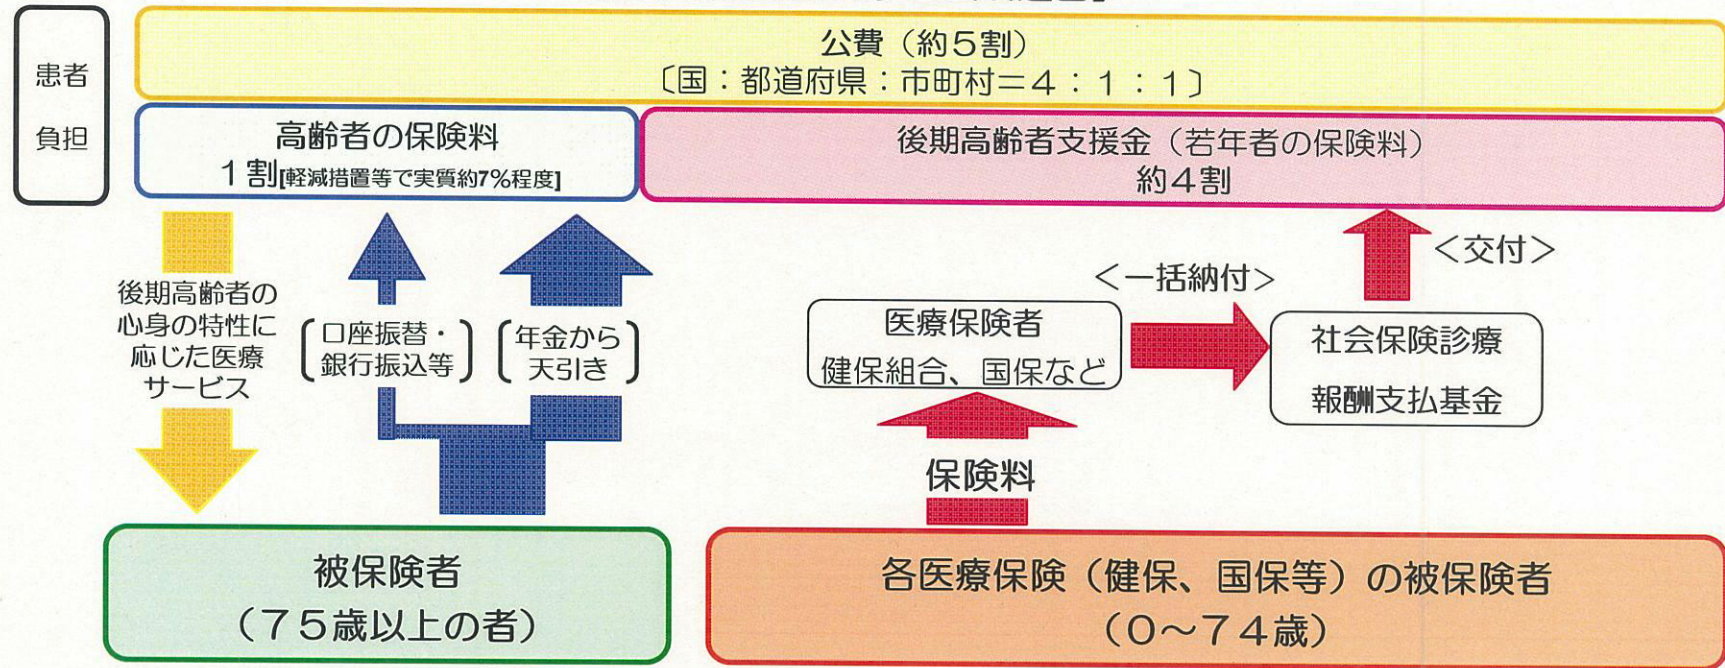 患者
負担
公費（約５割）
〔国：都道府県：市町村＝４：１：１〕
高齢者の保険料
１割[軽減措置等で実質約7%程度]
後期高齢者支援金（若年者の保険料）
約４割
後期高齢者の
心身の特性に
応じた医療
サービス
口座振替・
銀行振込等
年金から
天引き
＜交付＞
＜一括納付＞
医療保険者
健保組合、国保など
社会保険診療
報酬支払基金
保険料
被保険者
（７５歳以上の者）
各医療保険（健保、国保等）の被保険者
（０～７４歳）